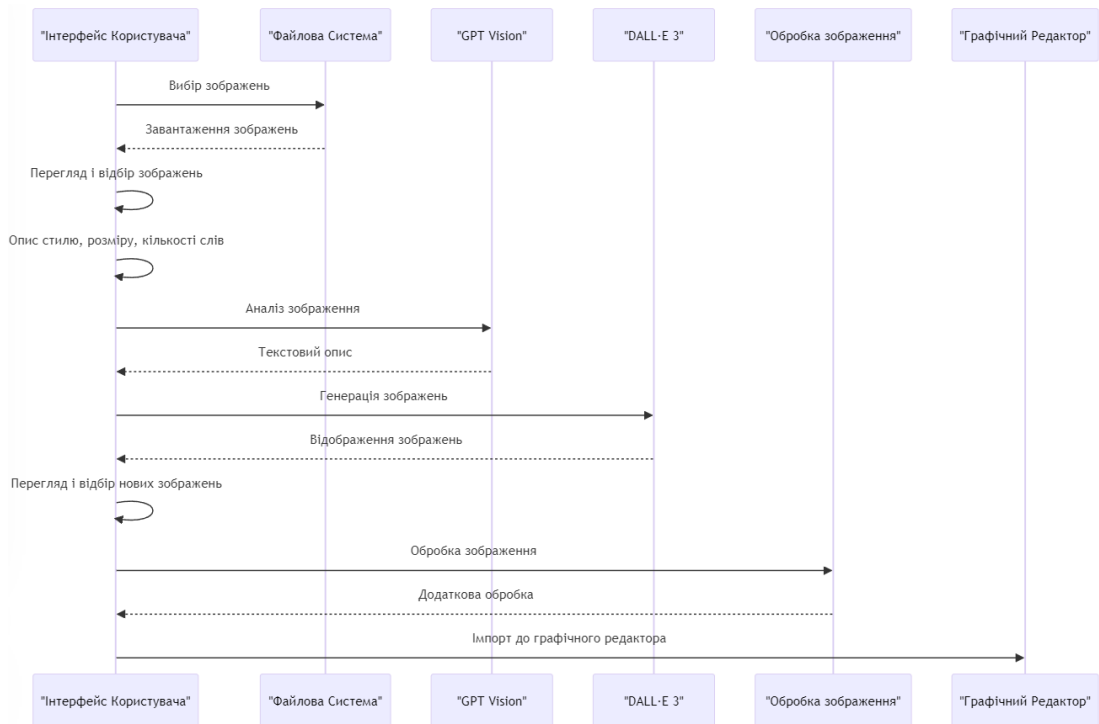 "Інтерфейс Користувача" "Файлова Система" "GPT Vision" "DALL·E 3" "Обробка зображення" "Графічний Редактор"
Вибір зображень
Завантаження зображень
Перегляд і відбір зображень
Опис стилю, розміру, кількості слів
Аналіз зображення
Текстовий опис
Генерація зображень
Відображення зображень
Перегляд і відбір нових зображень
Обробка зображення
Додаткова обробка
Імпорт до графічного редактора
"Інтерфейс Користувача" "Файлова Система" "GPT Vision" "DALL·E 3" "Обробка зображення" "Графічний Редактор"